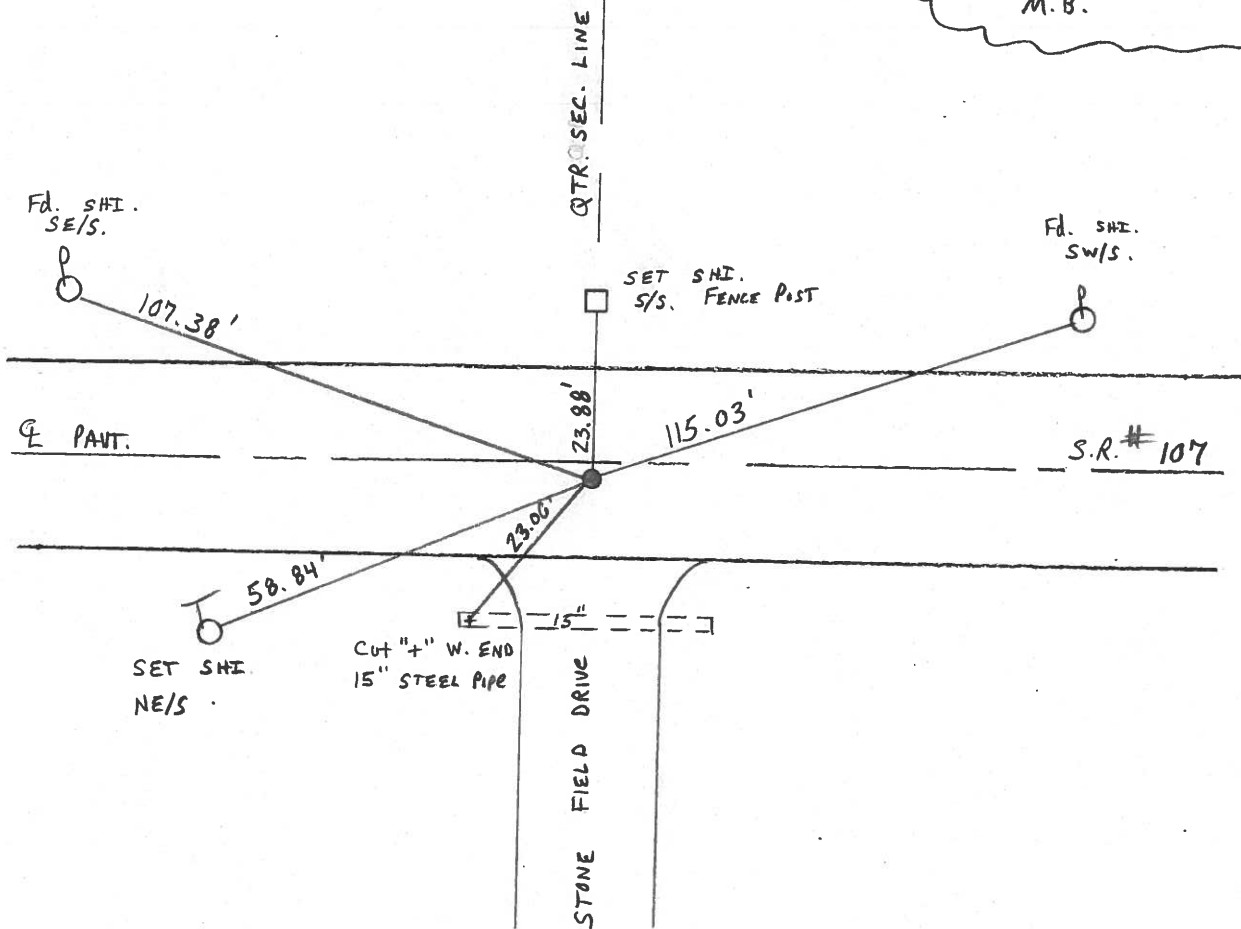 M.B.
QTR. SEC. LINE
Fd. SHI.
SE/S.
Fd. SHI.
SW/S.
SET SHI.
S/S. FENCE POST
107.38'
23.88'
115.03'
℄ PAVT.
S.R. # 107
23.06'
58.84'
15"
Cut "+" W. END
15" STEEL PIPE
SET SHI.
NE/S.
STONE FIELD DRIVE